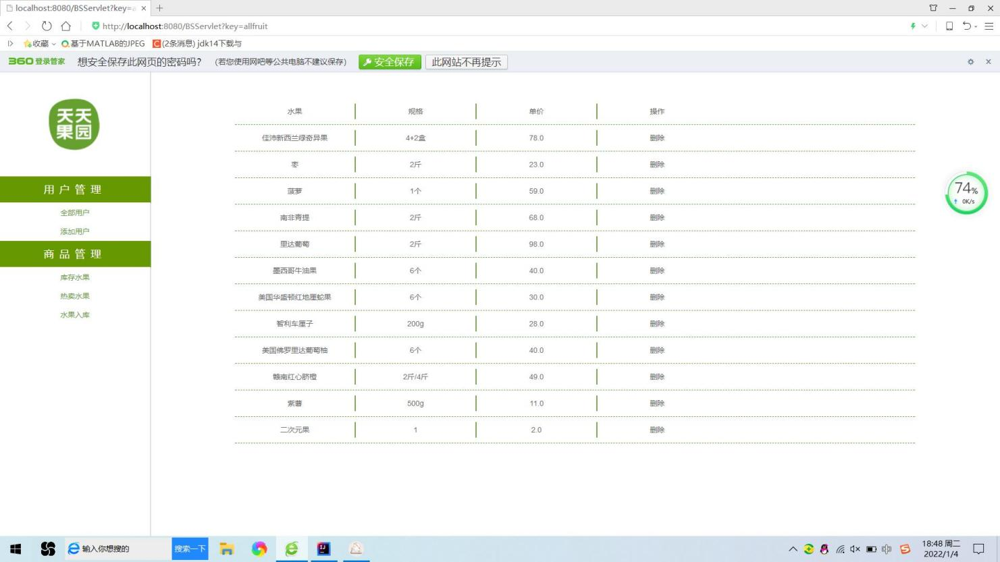 localhost:8080/BSServlet?key=a
http://localhost:8080/BSServlet?key=allfruit
收藏 基于MATLAB的JPEG (2条消息) jdk14下载与
360登录管家 想安全保存此网页的密码吗? (若您使用网吧等公共电脑不建议保存) 安全保存 此网站不再提示
天天果园
用户管理
全部用户
添加用户
商品管理
库存水果
热卖水果
水果入库
水果 规格 单价 操作
佳沛新西兰绿奇异果 4+2盒 78.0 删除
枣 2斤 23.0 删除
菠萝 1个 59.0 删除
南非青提 2斤 68.0 删除
里达葡萄 2斤 98.0 删除
墨西哥牛油果 6个 40.0 删除
美国华盛顿红地厘蛇果 6个 30.0 删除
智利车厘子 200g 28.0 删除
美国佛罗里达葡萄柚 6个 40.0 删除
赣南红心脐橙 2斤/4斤 49.0 删除
紫薯 500g 11.0 删除
二次元果 1 2.0 删除
74%
0K/s
输入你想搜的 搜索一下
18:48 周二
2022/1/4